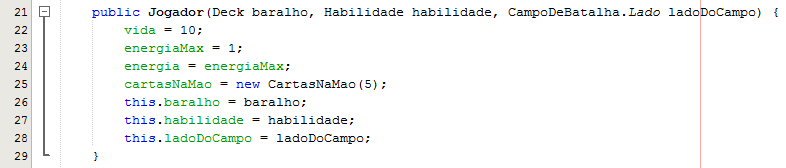 21 public Jogador(Deck baralho, Habilidade habilidade, CampoDeBatalha.Lado ladoDoCampo) {
22 vida = 10;
23 energiaMax = 1;
24 energia = energiaMax;
25 cartasNaMao = new CartasNaMao(5);
26 this.baralho = baralho;
27 this.habilidade = habilidade;
28 this.ladoDoCampo = ladoDoCampo;
29 }